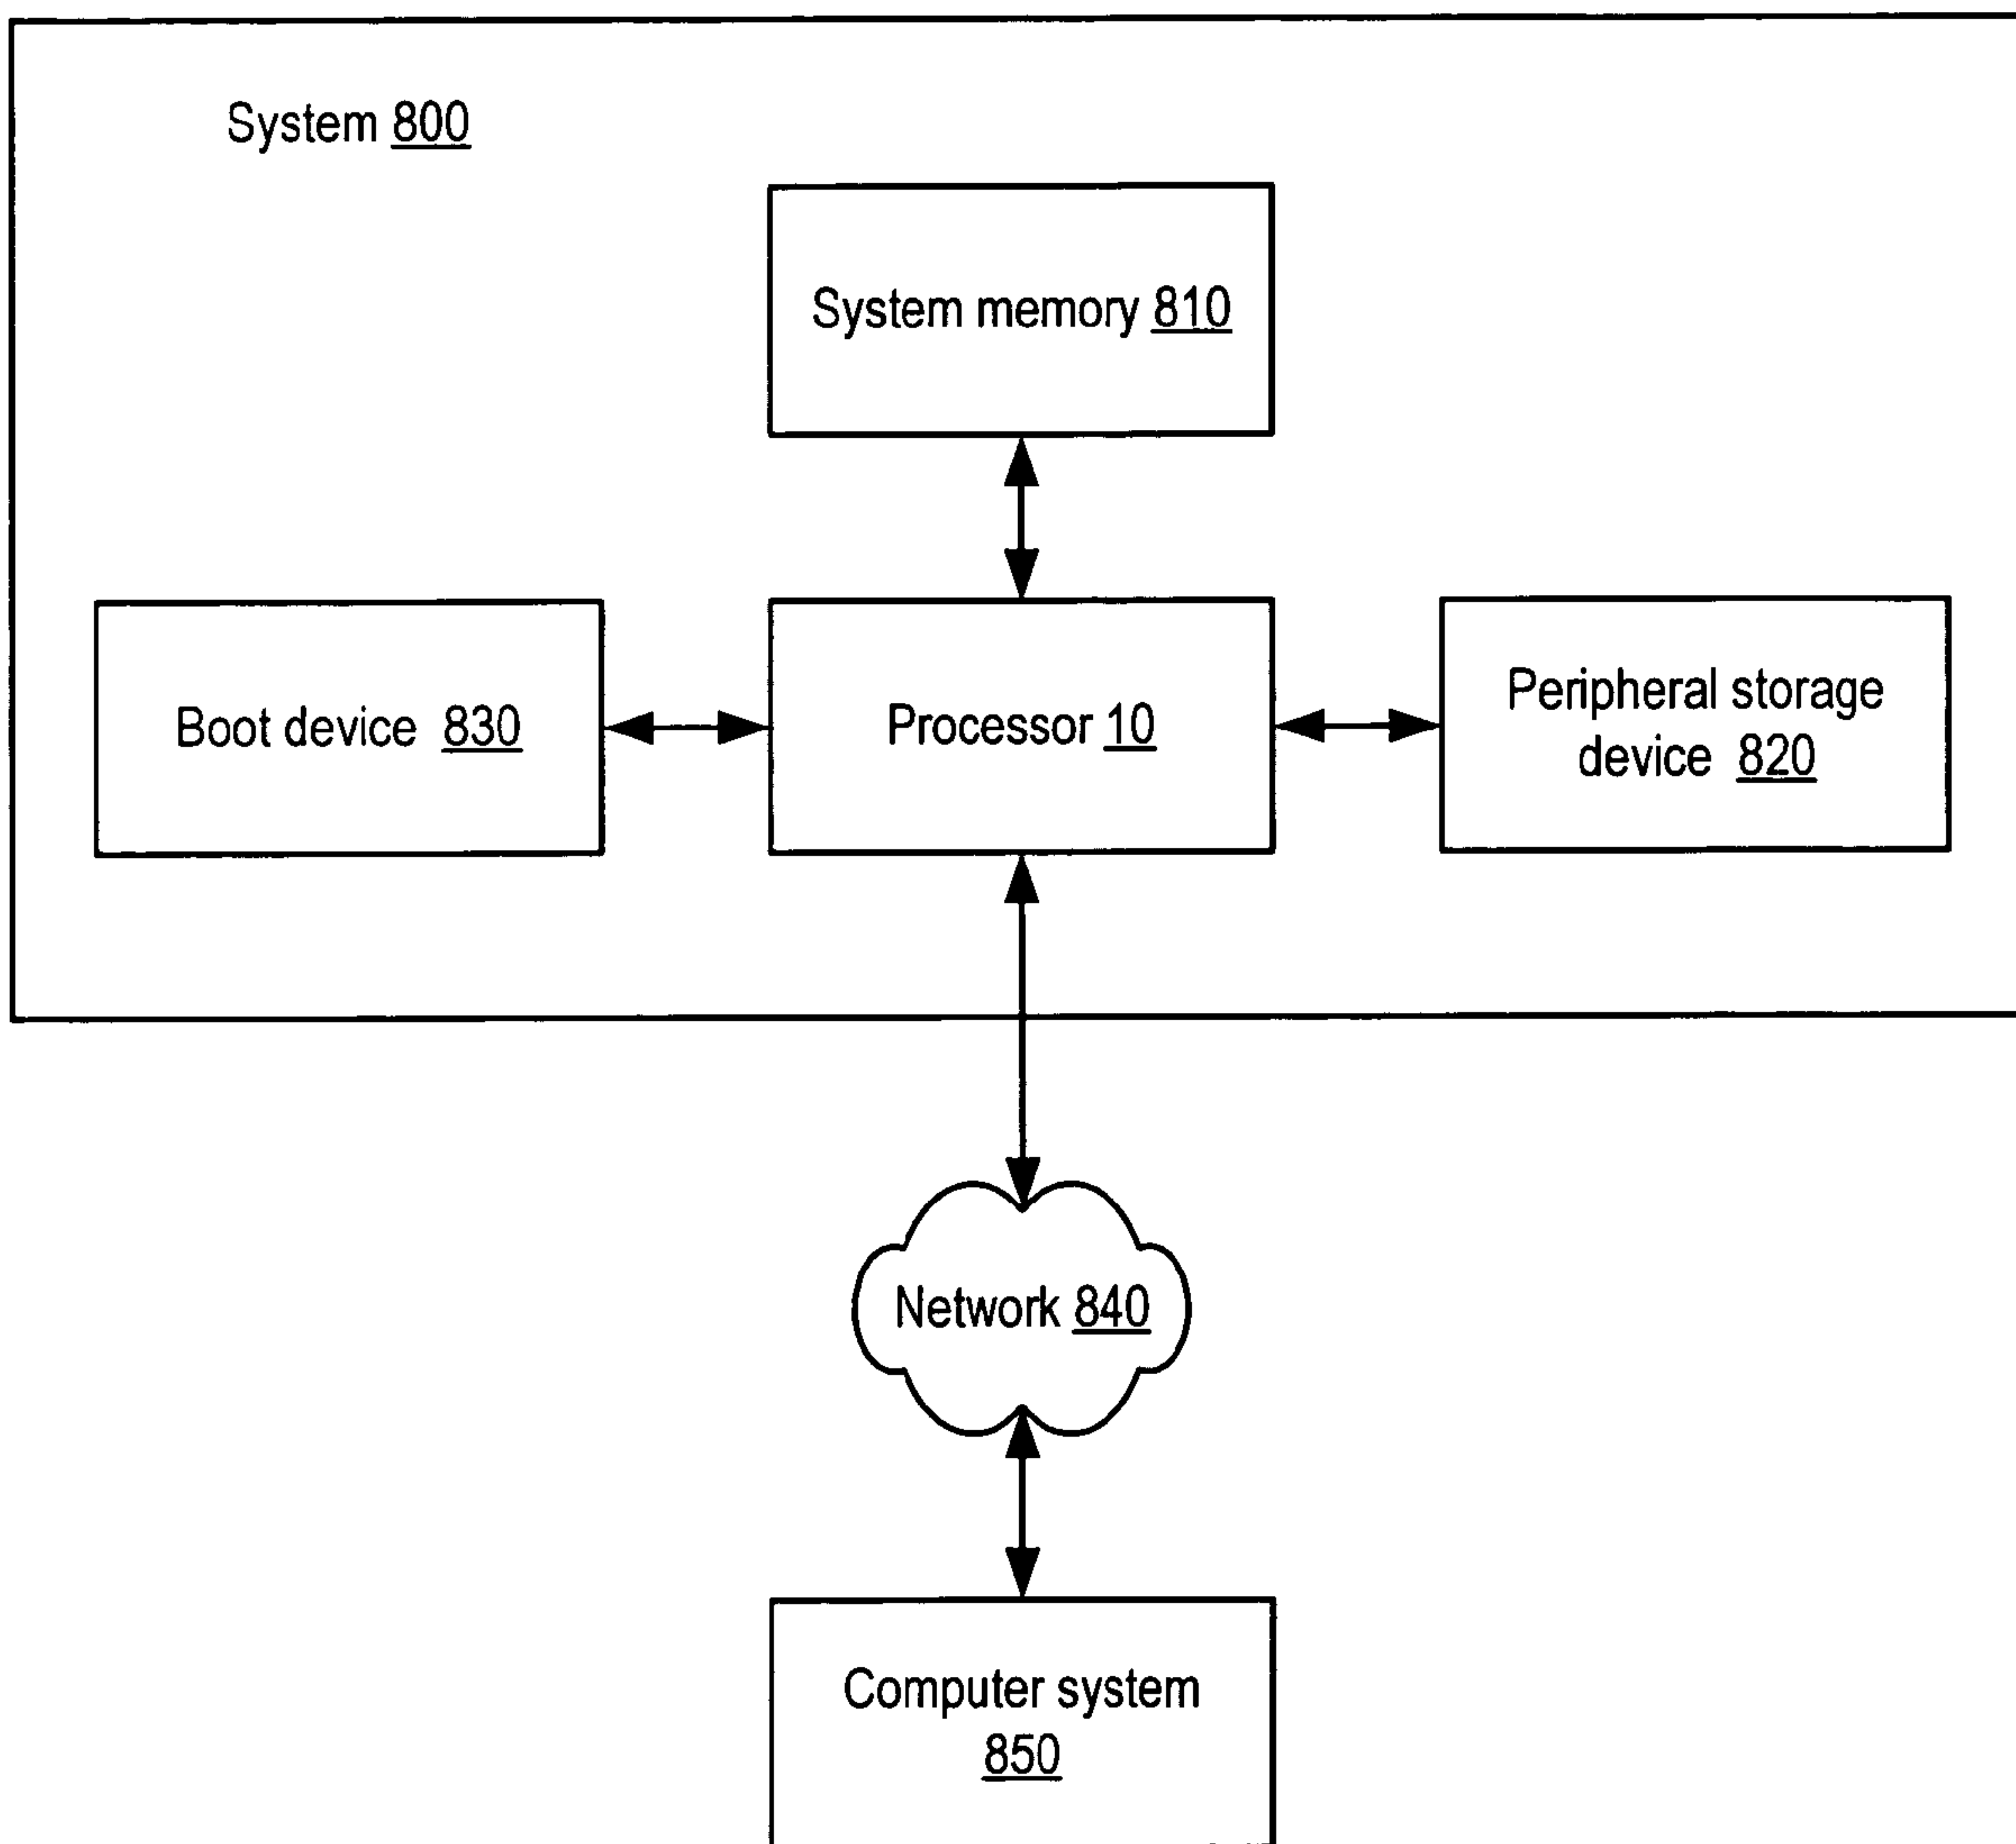 System 800
System memory 810
Boot device 830
Processor 10
Peripheral storage
device 820
Network 840
Computer system
850